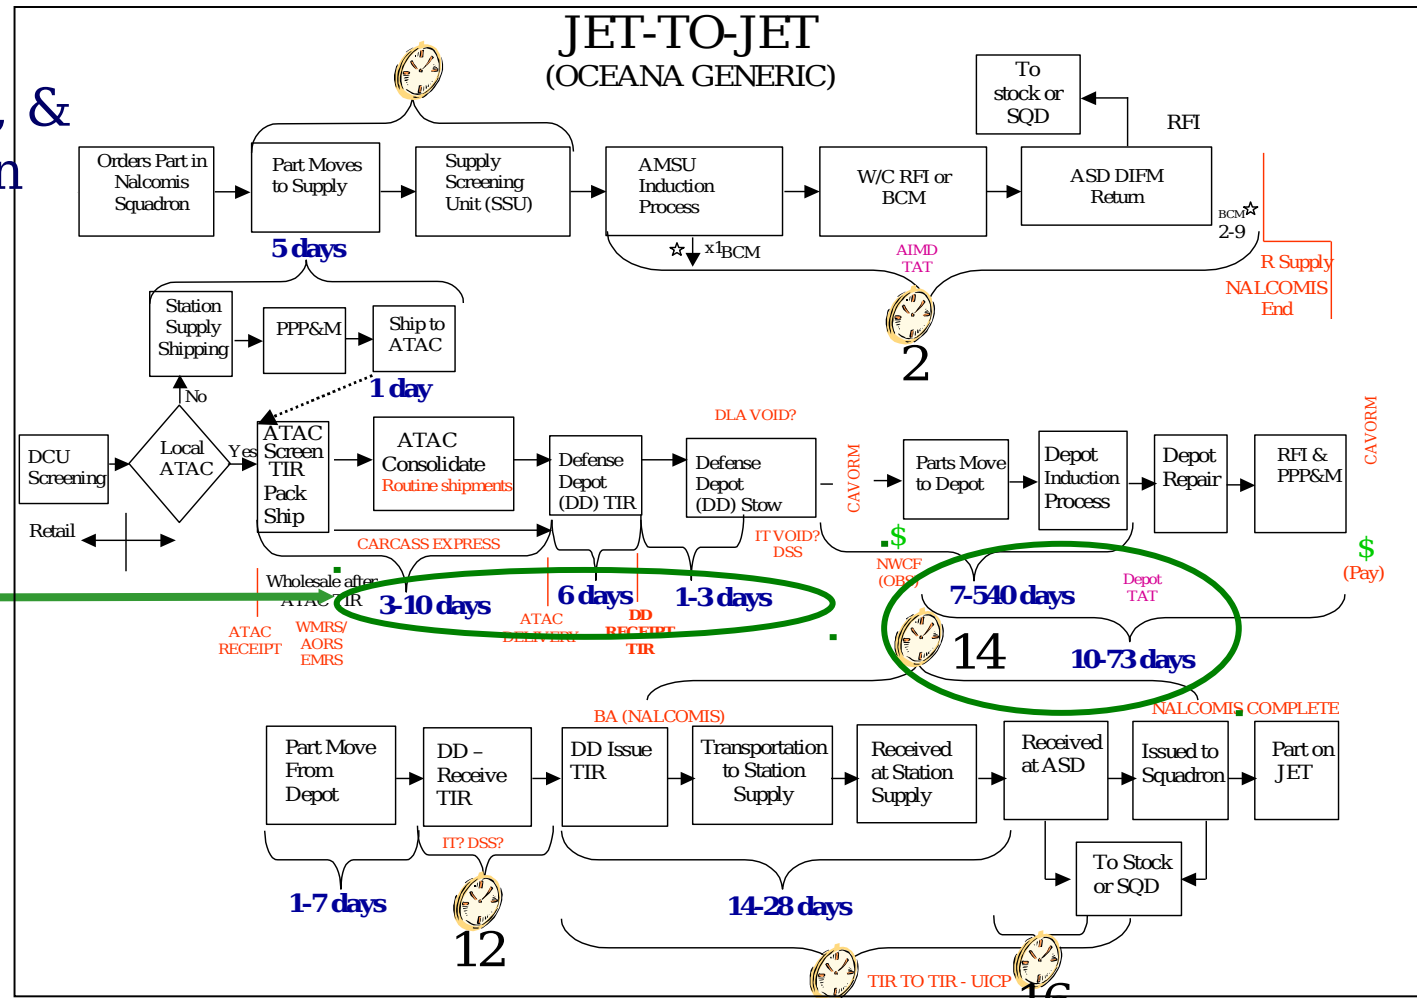 JET-TO-JET
(OCEANA GENERIC)
, &
n
To
stock or
SQD
RFI
Orders Part in
Nalcomis
Squadron
Part Moves
to Supply
Supply
Screening
Unit (SSU)
AMSU
Induction
Process
W/C RFI or
BCM
ASD DIFM
Return
BCM
2-9
5 days
x1BCM
AIMD
TAT
R Supply
NALCOMIS
End
2
Station
Supply
Shipping
PPP&M
Ship to
ATAC
1 day
No
DCU
Screening
Local
ATAC
Yes
ATAC
Screen
TIR
Pack
Ship
ATAC
Consolidate
Routine shipments
Defense
Depot
(DD) TIR
DLA VOID?
Defense
Depot
(DD) Stow
CAVORM
Parts Move
to Depot
Depot
Induction
Process
Depot
Repair
RFI &
PPP&M
CAVORM
Retail
CARCASS EXPRESS
IT VOID?
DSS
$
NWCF
(OBS)
$
(Pay)
Wholesale after
ATAC TIR
3-10 days
6 days
1-3 days
7-540 days
Depot
TAT
ATAC
RECEIPT
WMRS/
AORS
EMRS
ATAC
DELIVERY
DD
RECEIPT
TIR
14
10-73 days
BA (NALCOMIS)
NALCOMIS COMPLETE
Part Move
From
Depot
DD –
Receive
TIR
DD Issue
TIR
Transportation
to Station
Supply
Received
at Station
Supply
Received
at ASD
Issued to
Squadron
Part on
JET
IT? DSS?
To Stock
or SQD
1-7 days
12
14-28 days
TIR TO TIR - UICP
16